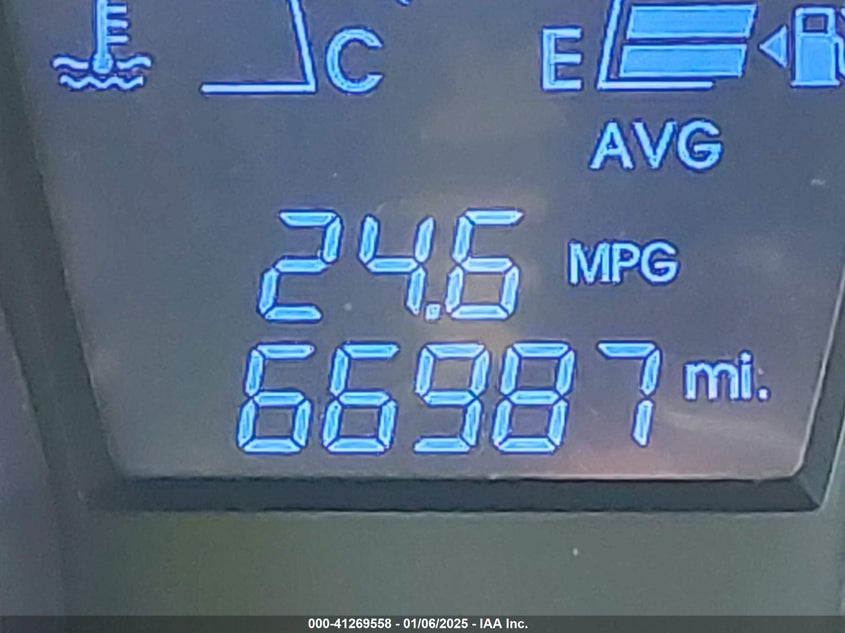 C E
AVG
24.6 MPG
66987 mi.
000-41269558 - 01/06/2025 - IAA Inc.